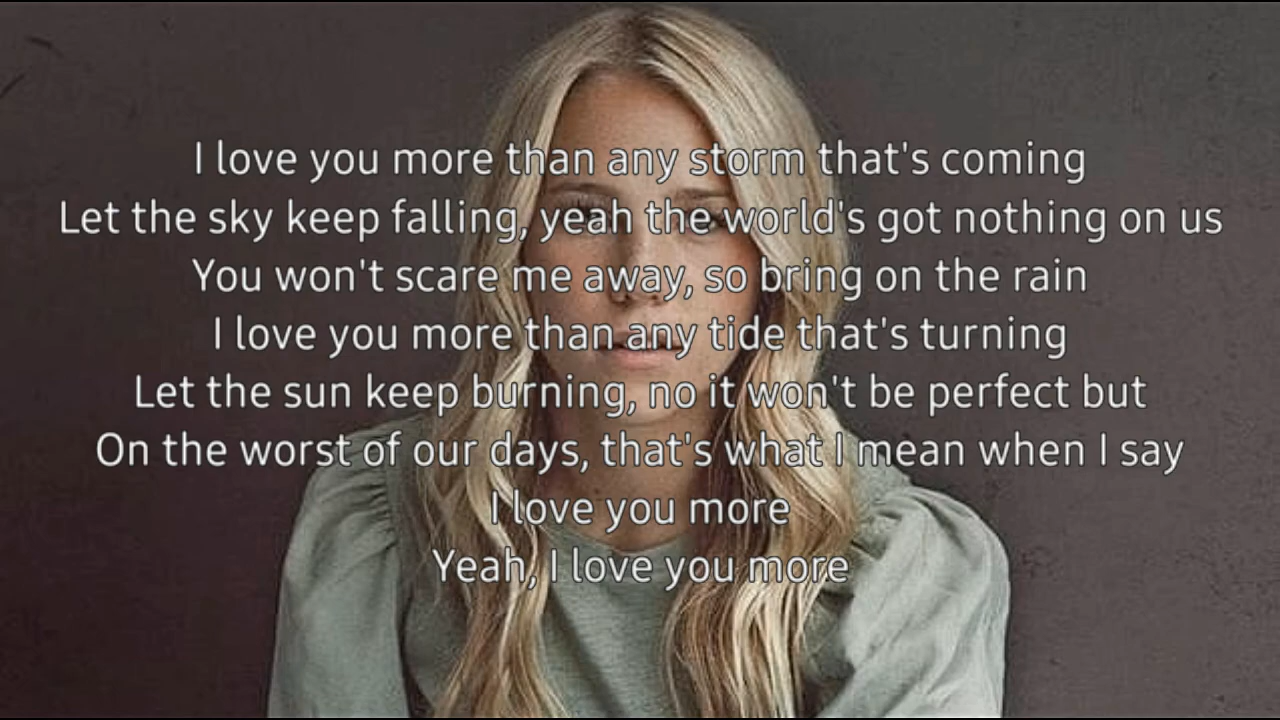 I love you more than any storm that's coming
Let the sky keep falling, yeah the world's got nothing on us
You won't scare me away, so bring on the rain
I love you more than any tide that's turning
Let the sun keep burning, no it won't be perfect but
On the worst of our days, that's what I mean when I say
I love you more
Yeah, I love you more